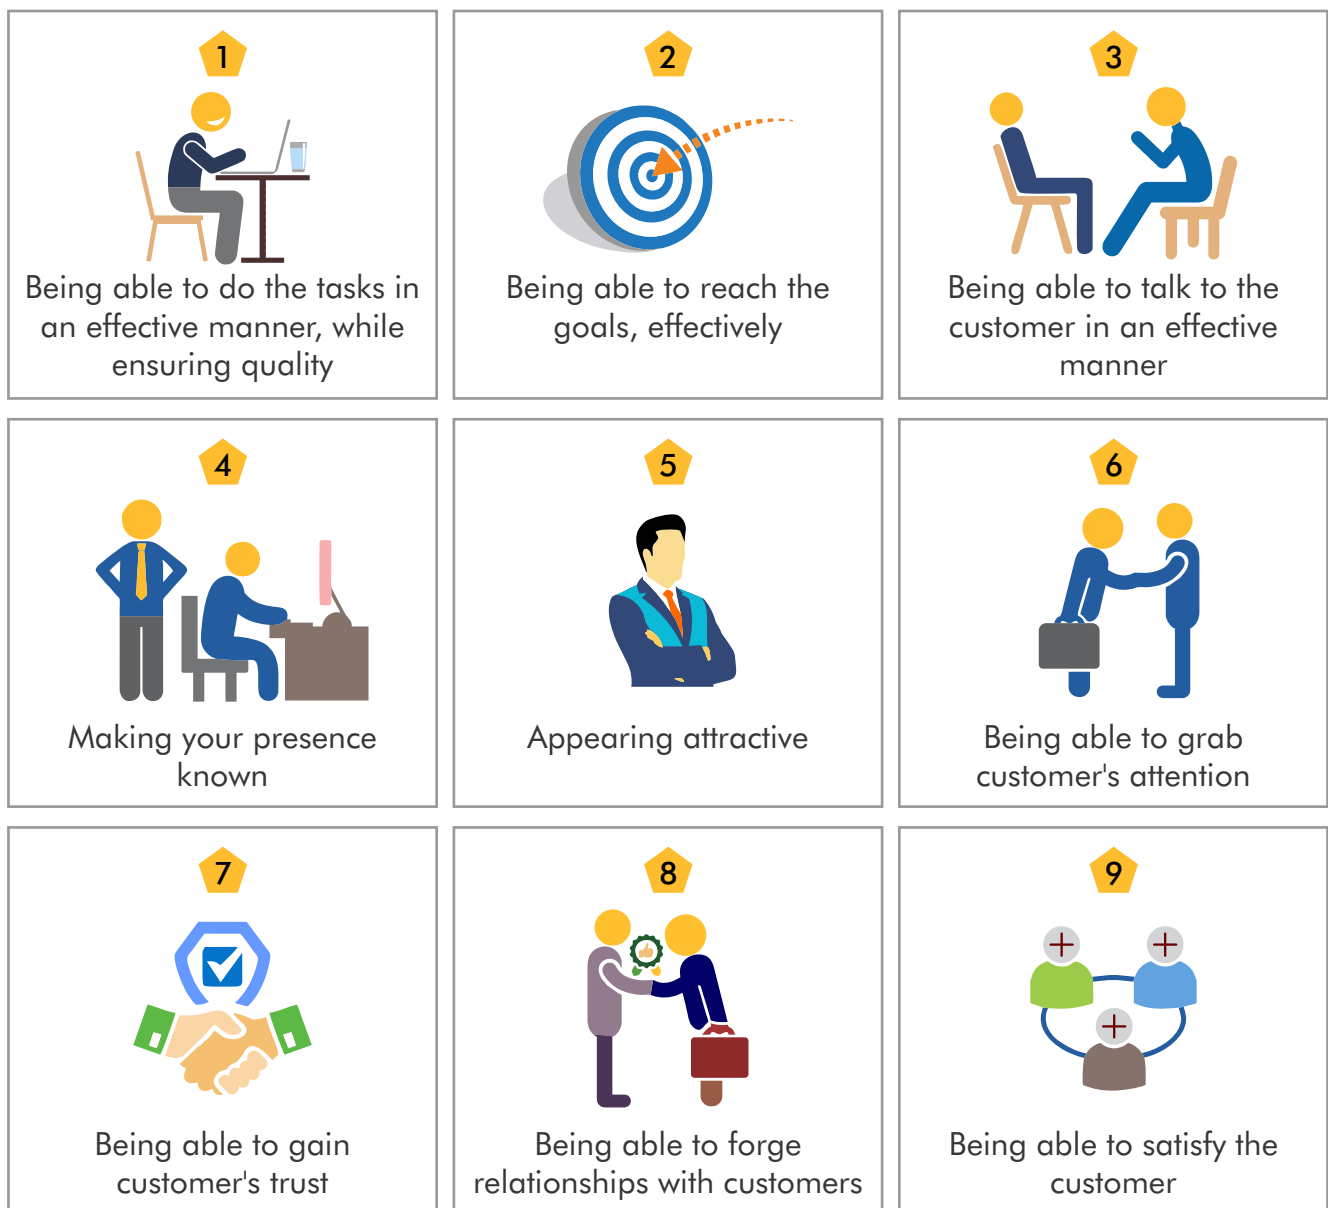 1
Being able to do the tasks in
an effective manner, while
ensuring quality
2
Being able to reach the
goals, effectively
3
Being able to talk to the
customer in an effective
manner
4
Making your presence
known
5
Appearing attractive
6
Being able to grab
customer's attention
7
Being able to gain
customer's trust
8
Being able to forge
relationships with customers
9
Being able to satisfy the
customer